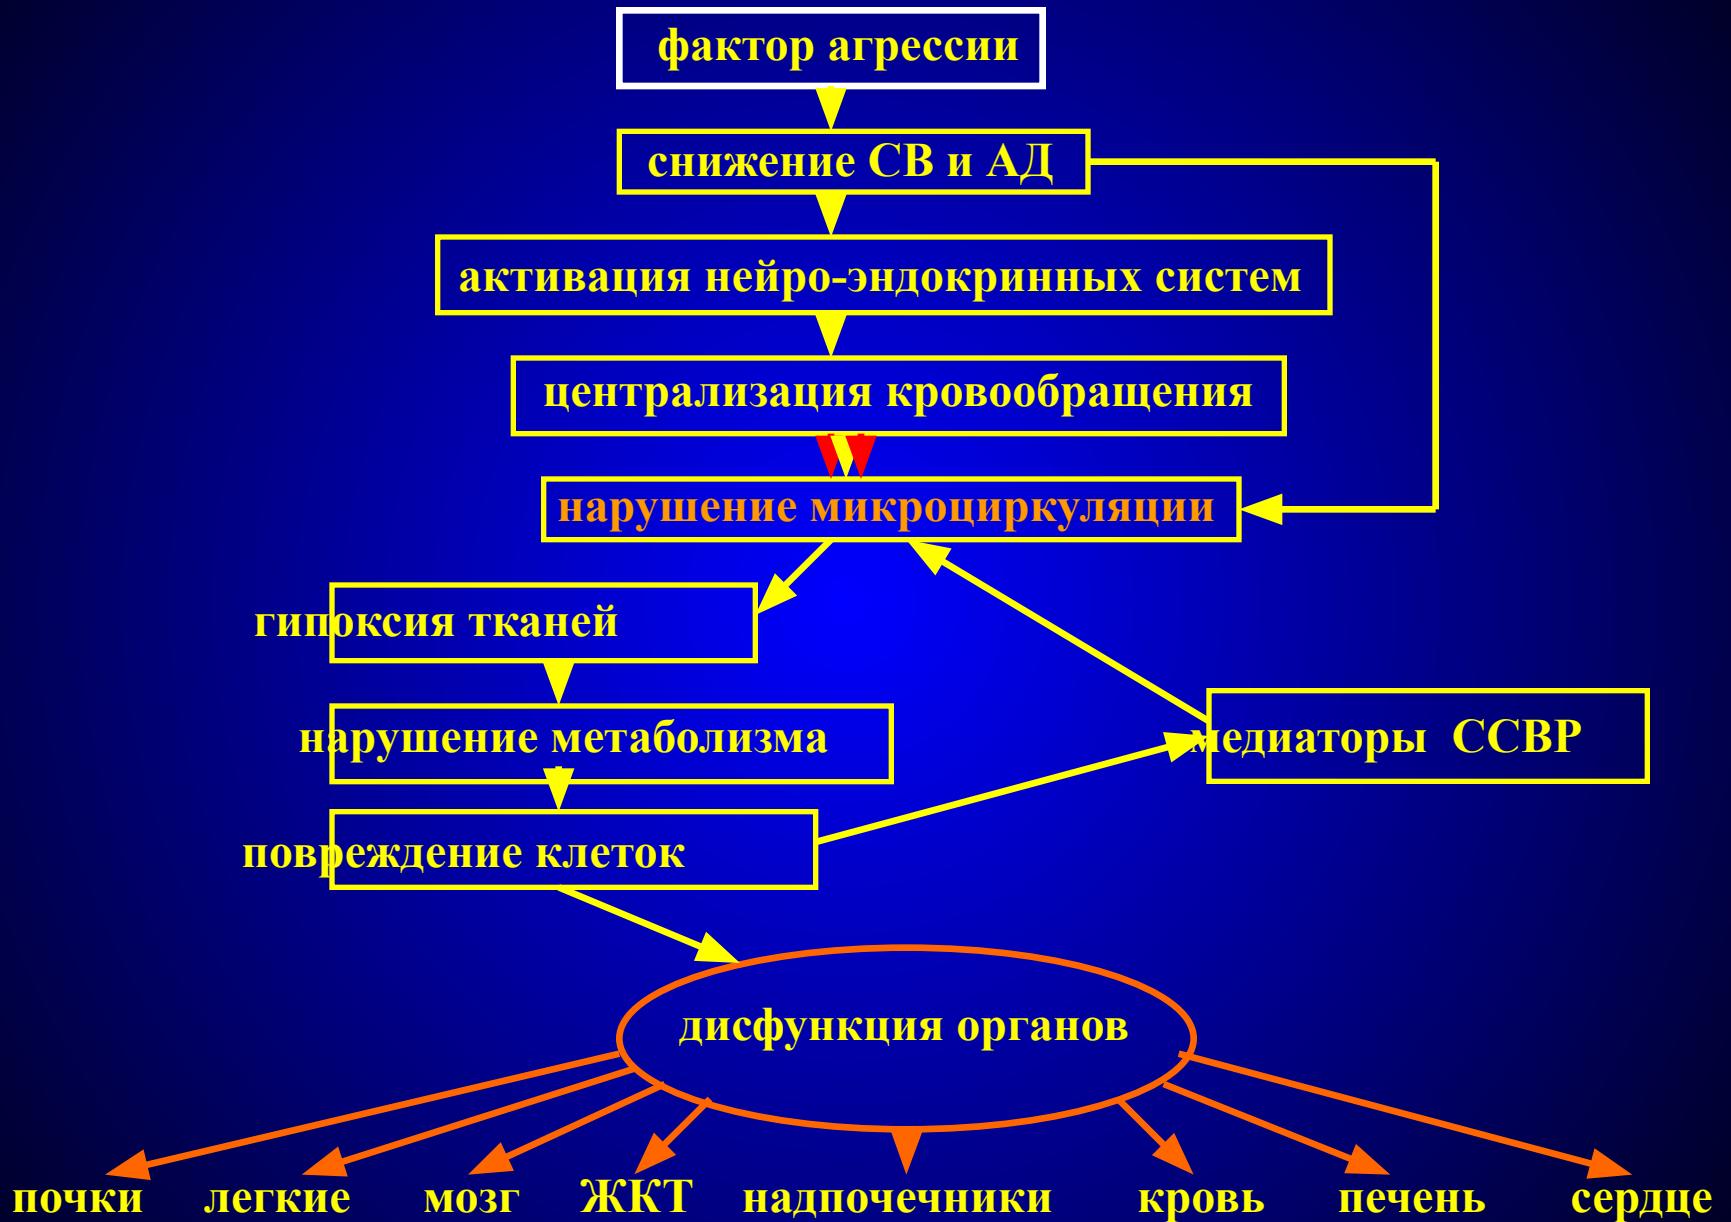 фактор агрессии
снижение СВ и АД
активация нейро-эндокринных систем
централизация кровообращения
нарушение микроциркуляции
гипоксия тканей
нарушение метаболизма
медиаторы ССВР
повреждение клеток
дисфункция органов
почки легкие мозг ЖКТ надпочечники кровь печень сердце